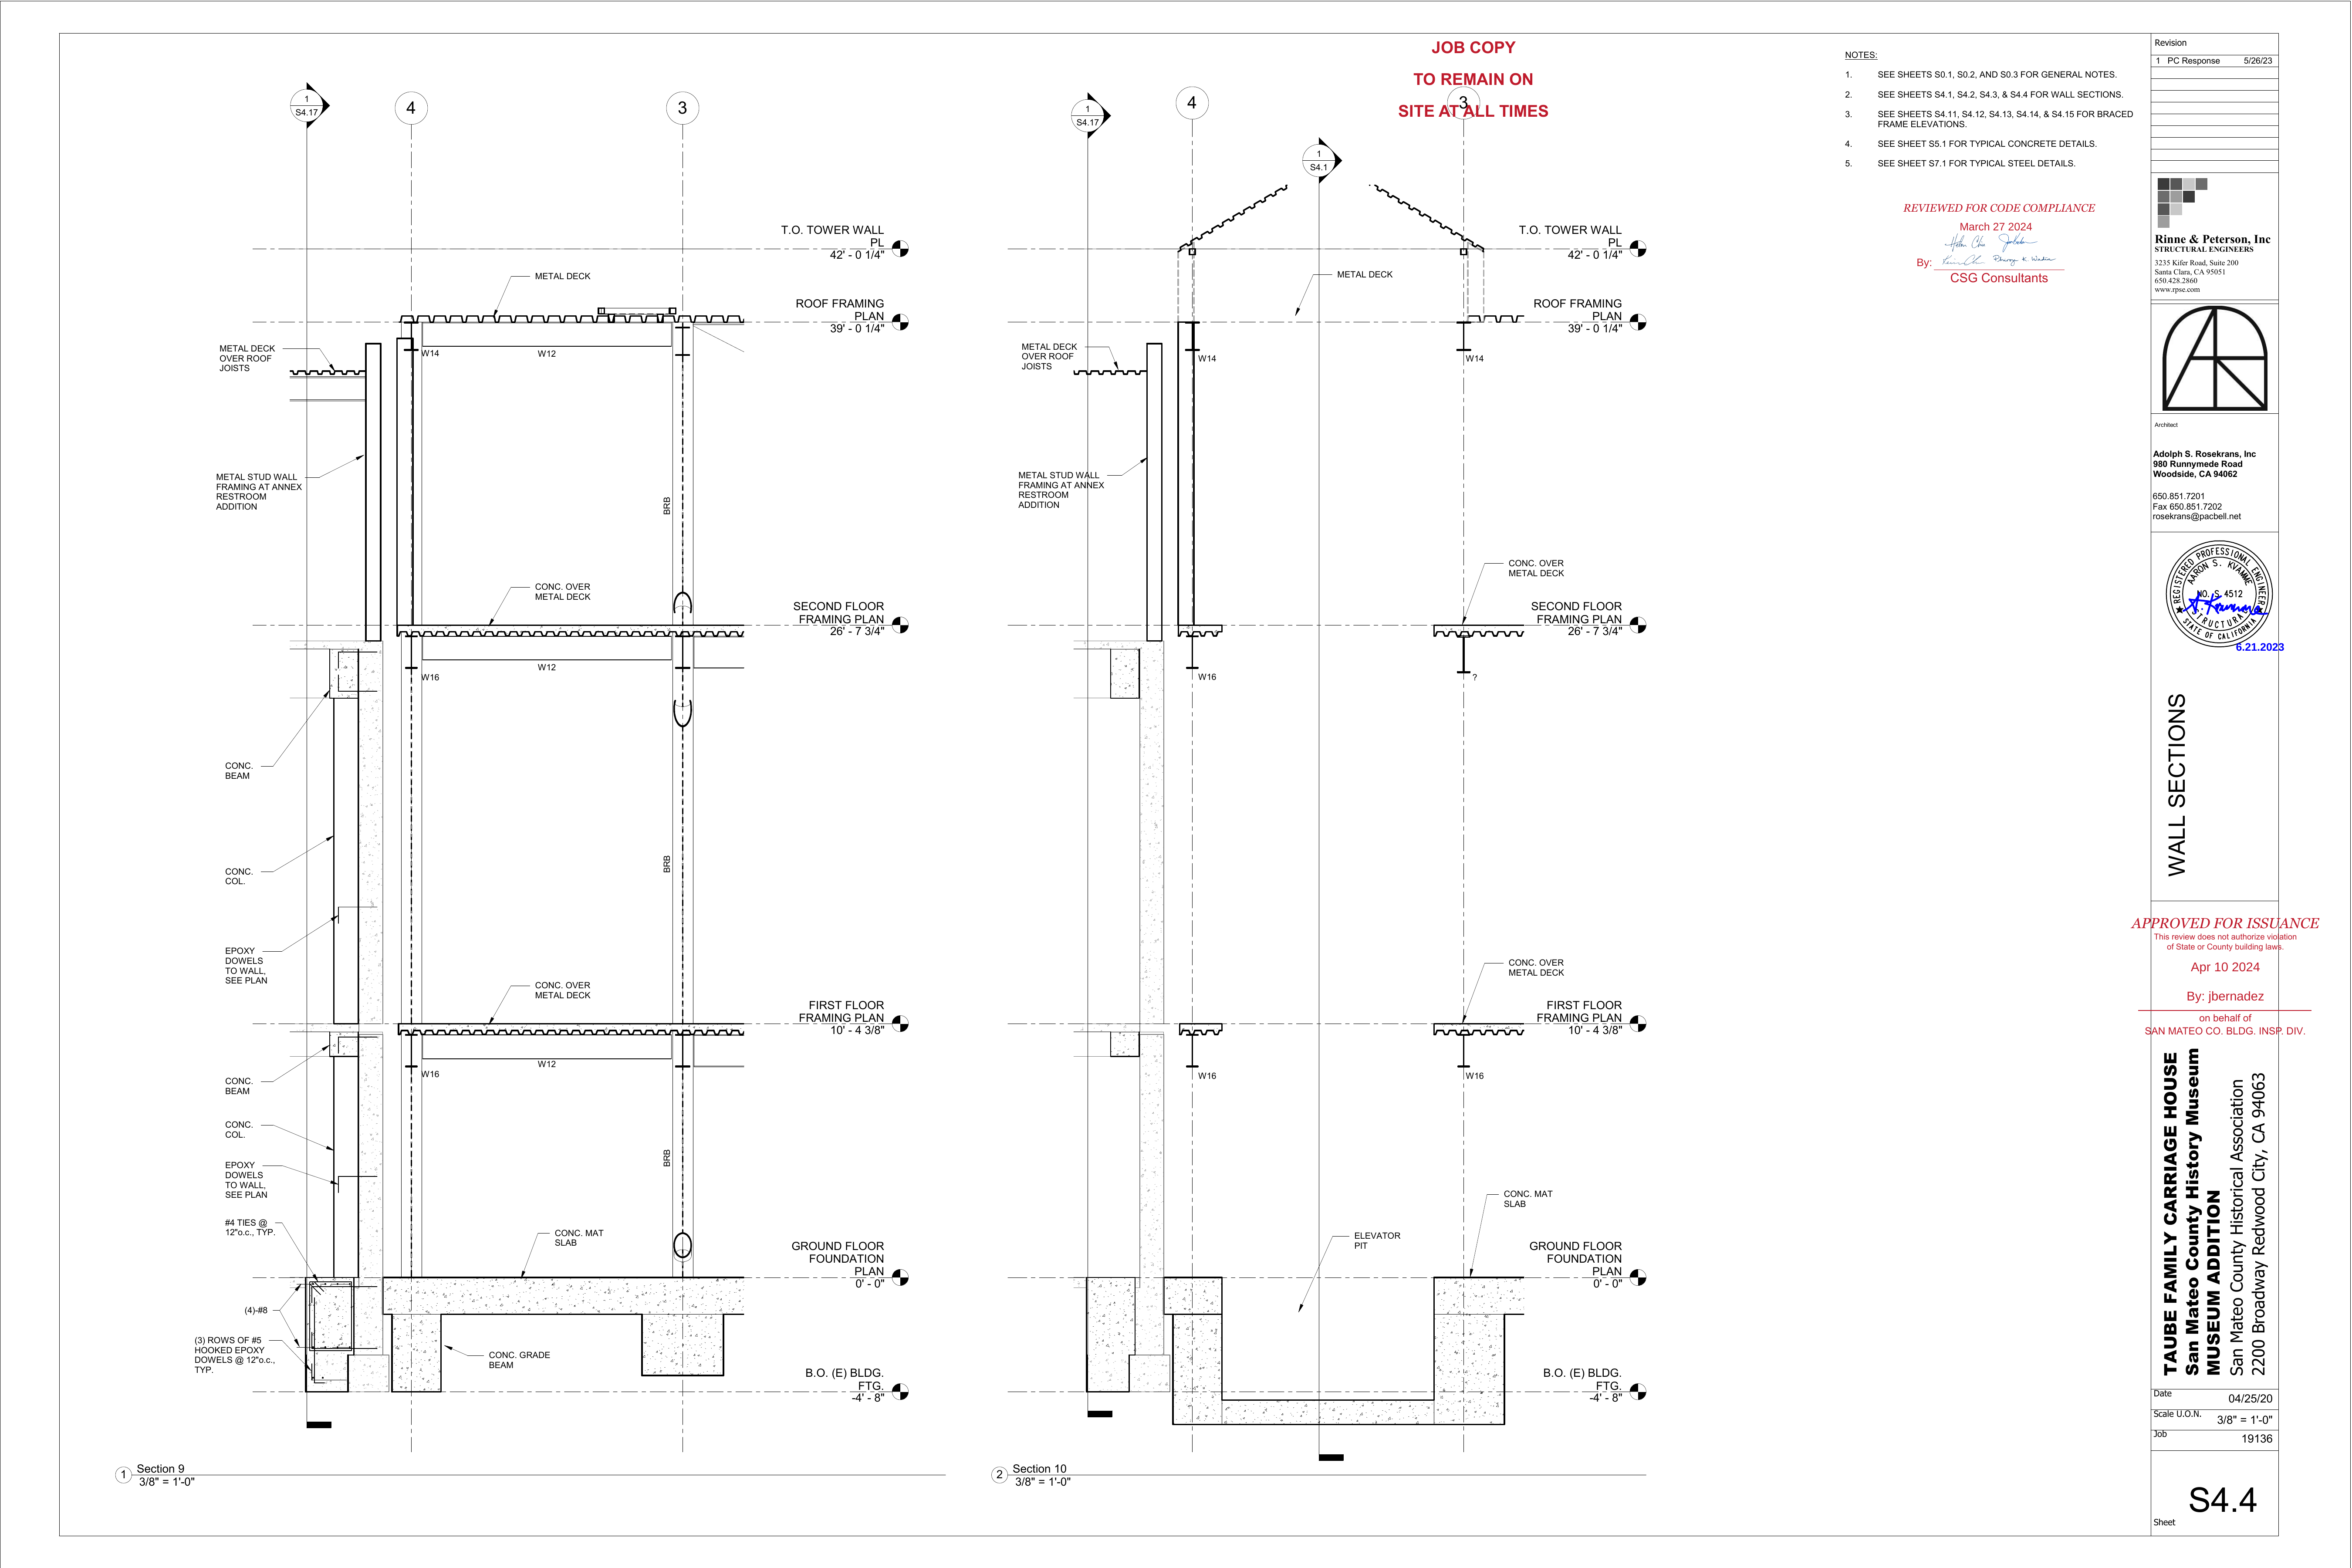 JOB COPY
TO REMAIN ON
SITE AT ALL TIMES
1
S4.17
4
3
T.O. TOWER WALL
PL
42' - 0 1/4"
METAL DECK
ROOF FRAMING
PLAN
39' - 0 1/4"
METAL DECK
OVER ROOF
JOISTS
W14
W12
METAL STUD WALL
FRAMING AT ANNEX
RESTROOM
ADDITION
BRB
CONC. OVER
METAL DECK
SECOND FLOOR
FRAMING PLAN
26' - 7 3/4"
W16
W12
CONC.
BEAM
BRB
CONC.
COL.
EPOXY
DOWELS
TO WALL,
SEE PLAN
CONC. OVER
METAL DECK
FIRST FLOOR
FRAMING PLAN
10' - 4 3/8"
W16
W12
CONC.
BEAM
CONC.
COL.
BRB
EPOXY
DOWELS
TO WALL,
SEE PLAN
#4 TIES @
12"o.c., TYP.
CONC. MAT
SLAB
GROUND FLOOR
FOUNDATION
PLAN
0' - 0"
(4)-#8
(3) ROWS OF #5
HOOKED EPOXY
DOWELS @ 12"o.c.,
TYP.
CONC. GRADE
BEAM
B.O. (E) BLDG.
FTG.
-4' - 8"
1
Section 9
3/8" = 1'-0"
1
S4.17
4
3
1
S4.1
T.O. TOWER WALL
PL
42' - 0 1/4"
METAL DECK
ROOF FRAMING
PLAN
39' - 0 1/4"
METAL DECK
OVER ROOF
JOISTS
W14
W14
METAL STUD WALL
FRAMING AT ANNEX
RESTROOM
ADDITION
CONC. OVER
METAL DECK
SECOND FLOOR
FRAMING PLAN
26' - 7 3/4"
W16
?
CONC. OVER
METAL DECK
FIRST FLOOR
FRAMING PLAN
10' - 4 3/8"
W16
W16
CONC. MAT
SLAB
ELEVATOR
PIT
GROUND FLOOR
FOUNDATION
PLAN
0' - 0"
B.O. (E) BLDG.
FTG.
-4' - 8"
2
Section 10
3/8" = 1'-0"
NOTES:
1. SEE SHEETS S0.1, S0.2, AND S0.3 FOR GENERAL NOTES.
2. SEE SHEETS S4.1, S4.2, S4.3, & S4.4 FOR WALL SECTIONS.
3. SEE SHEETS S4.11, S4.12, S4.13, S4.14, & S4.15 FOR BRACED
FRAME ELEVATIONS.
4. SEE SHEET S5.1 FOR TYPICAL CONCRETE DETAILS.
5. SEE SHEET S7.1 FOR TYPICAL STEEL DETAILS.
REVIEWED FOR CODE COMPLIANCE
March 27 2024
By:
CSG Consultants
Revision
1 PC Response 5/26/23
Rinne & Peterson, Inc
STRUCTURAL ENGINEERS
3235 Kifer Road, Suite 200
Santa Clara, CA 95051
650.428.2860
www.rpse.com
Architect
Adolph S. Rosekrans, Inc
980 Runnymede Road
Woodside, CA 94062
650.851.7201
Fax 650.851.7202
rosekrans@pacbell.net
REGISTERED PROFESSIONAL ENGINEER
AARON S. KVAMME
NO. S 4512
STRUCTURAL
STATE OF CALIFORNIA
6.21.2023
WALL SECTIONS
APPROVED FOR ISSUANCE
This review does not authorize violation
of State or County building laws.
Apr 10 2024
By: jbernadez
on behalf of
SAN MATEO CO. BLDG. INSP. DIV.
TAUBE FAMILY CARRIAGE HOUSE
San Mateo County History Museum
MUSEUM ADDITION
San Mateo County Historical Association
2200 Broadway Redwood City, CA 94063
Date 04/25/20
Scale U.O.N. 3/8" = 1'-0"
Job 19136
S4.4
Sheet